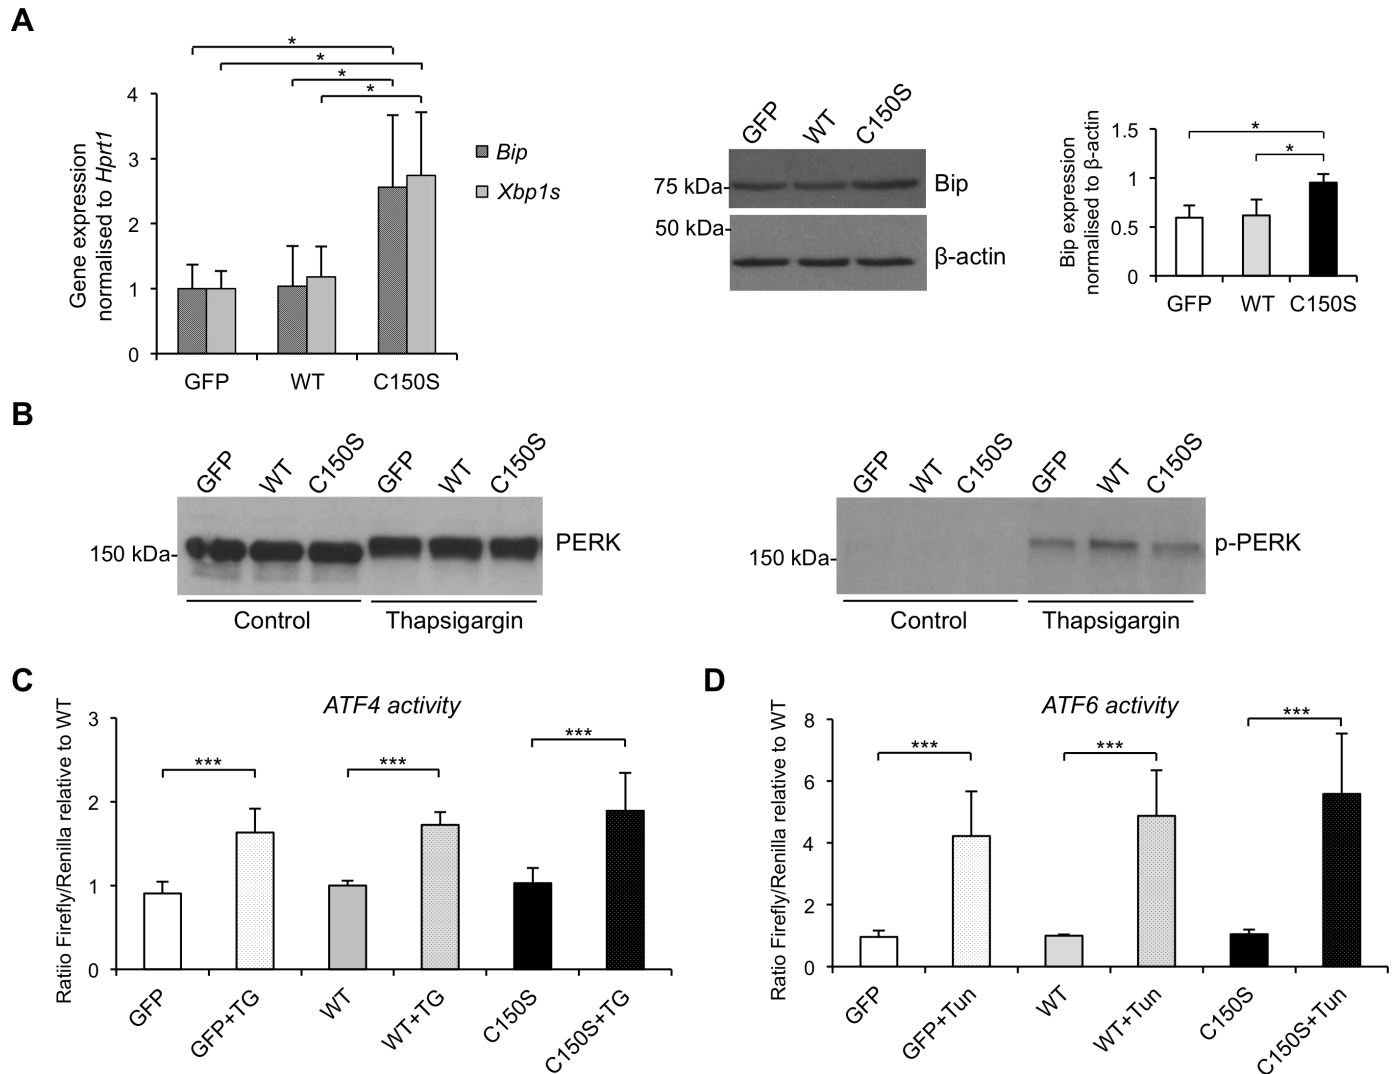 A
Gene expression
normalised to Hprt1
4
3
2
1
0
*
*
*
*
Bip
Xbp1s
GFP
WT
C150S
GFP
WT
C150S
75 kDa-
Bip
50 kDa-
β-actin
Bip expression
normalised to β-actin
1.5
1
0.5
0
*
*
GFP
WT
C150S
B
GFP
WT
C150S
GFP
WT
C150S
150 kDa-
PERK
Control
Thapsigargin
GFP
WT
C150S
GFP
WT
C150S
150 kDa-
p-PERK
Control
Thapsigargin
C
ATF4 activity
Ratiio Firefly/Renilla relative to WT
3
2
1
0
***
***
***
GFP
GFP+TG
WT
WT+TG
C150S
C150S+TG
D
ATF6 activity
Ratio Firefly/Renilla relative to WT
8
6
4
2
0
***
***
***
GFP
GFP+Tun
WT
WT+Tun
C150S
C150S+Tun